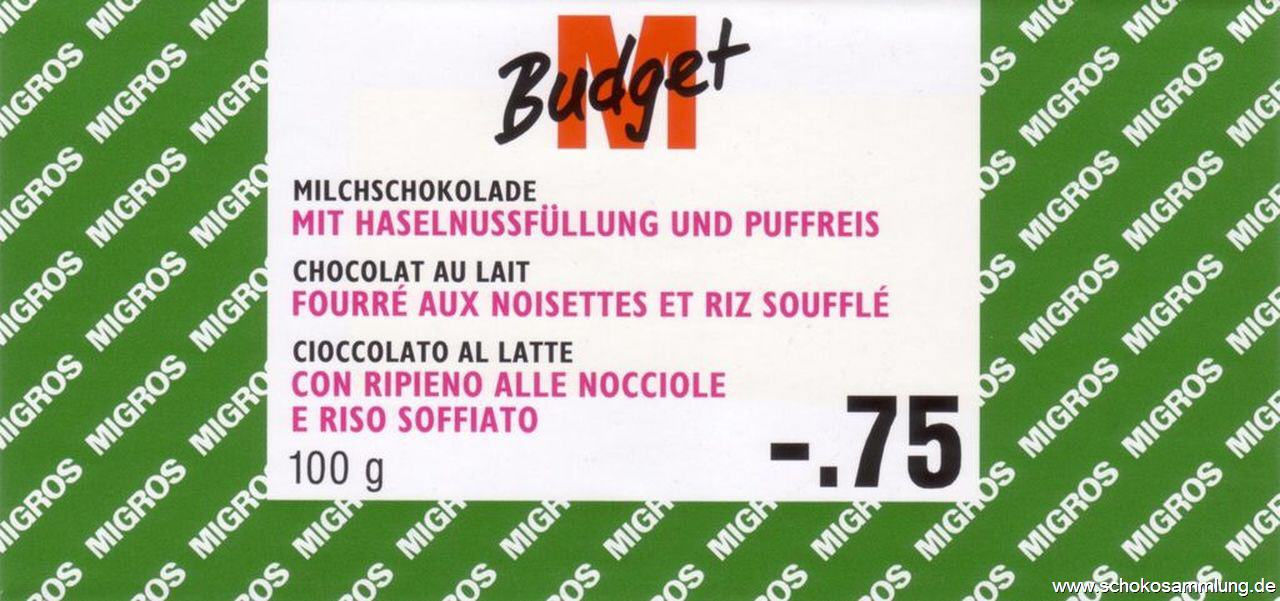 M Budget
MILCHSCHOKOLADE
MIT HASELNUSSFÜLLUNG UND PUFFREIS
CHOCOLAT AU LAIT
FOURRÉ AUX NOISETTES ET RIZ SOUFFLÉ
CIOCCOLATO AL LATTE
CON RIPIENO ALLE NOCCIOLE
E RISO SOFFIATO
100 g
-.75
MIGROS
www.schokosammlung.de